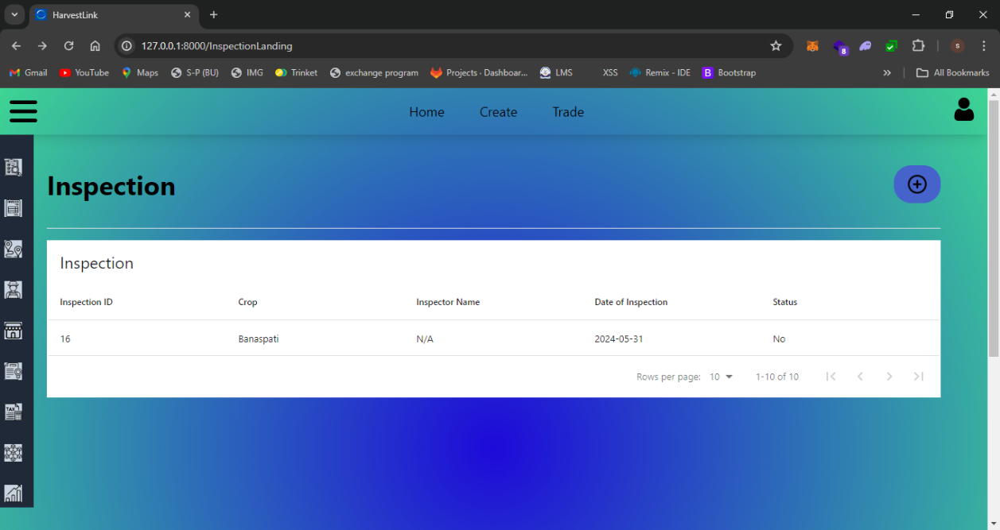 HarvestLink
127.0.0.1:8000/InspectionLanding
8
S
Gmail YouTube Maps S-P (BU) IMG Trinket exchange program Projects · Dashboar... LMS XSS Remix - IDE B Bootstrap » All Bookmarks
Home Create Trade
Inspection
Inspection
Inspection ID Crop Inspector Name Date of Inspection Status
16 Banaspati N/A 2024-05-31 No
Rows per page: 10 1-10 of 10
TAX